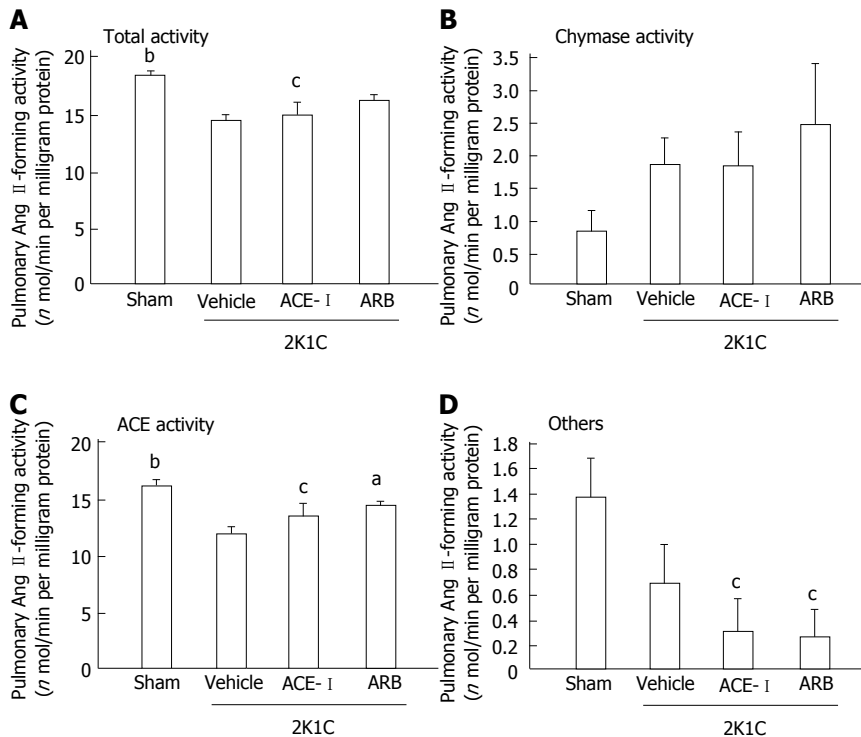 A
Total activity
Pulmonary Ang Ⅱ-forming activity
(n mol/min per milligram protein)
20
15
10
5
0
b
c
Sham
Vehicle
ACE-Ⅰ
ARB
2K1C
B
Chymase activity
Pulmonary Ang Ⅱ-forming activity
(n mol/min per milligram protein)
3.5
3.0
2.5
2.0
1.5
1.0
0.5
0
Sham
Vehicle
ACE-Ⅰ
ARB
2K1C
C
ACE activity
Pulmonary Ang Ⅱ-forming activity
(n mol/min per milligram protein)
20
15
10
5
0
b
c
a
Sham
Vehicle
ACE-Ⅰ
ARB
2K1C
D
Others
Pulmonary Ang Ⅱ-forming activity
(n mol/min per milligram protein)
1.8
1.6
1.4
1.2
1.0
0.8
0.6
0.4
0.2
0
c
c
Sham
Vehicle
ACE-Ⅰ
ARB
2K1C